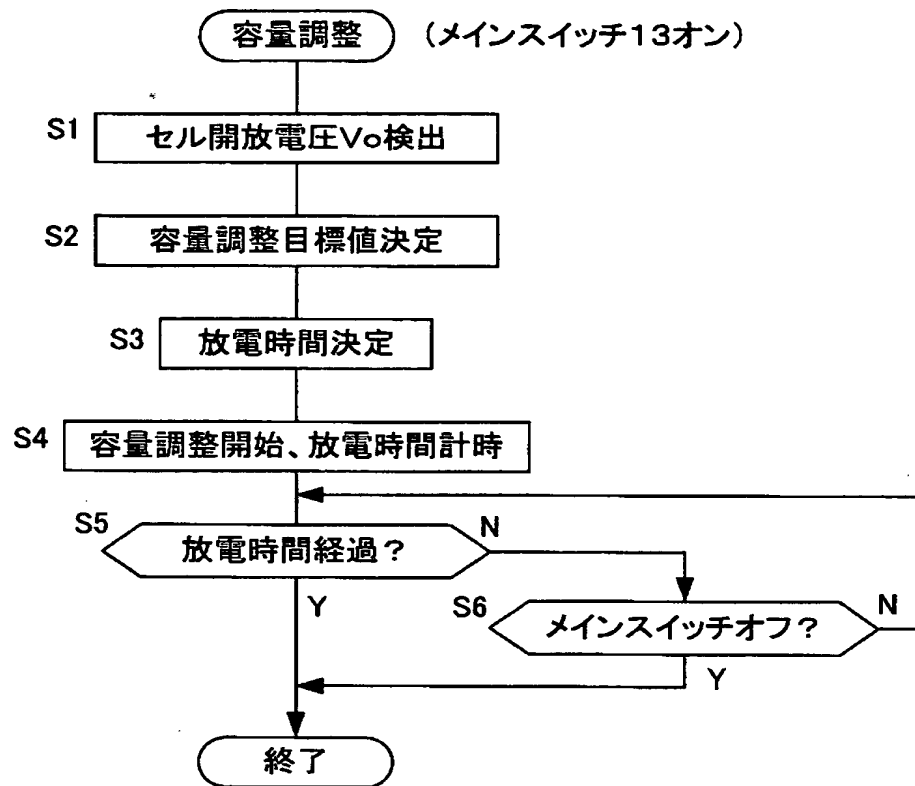 容量調整 (メインスイッチ13オン)
S1 セル開放電圧Vo検出
S2 容量調整目標値決定
S3 放電時間決定
S4 容量調整開始、放電時間計時
S5 放電時間経過? N
Y
S6 メインスイッチオフ? N
Y
終了